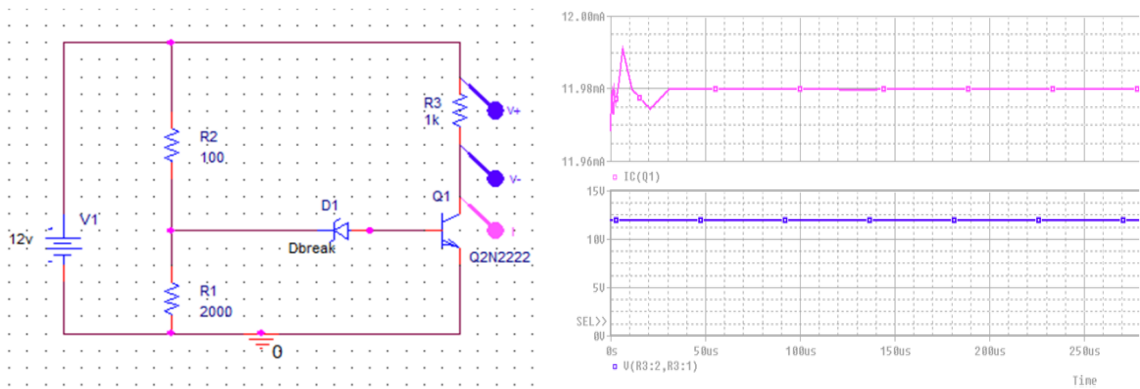 R3
1k
V+
R2
100
V-
D1
Q1
V1
12v
Dbreak
Q2N2222
R1
2000
0
12.00mA
11.98mA
11.96mA
IC(Q1)
15V
10V
5V
SEL>>
0V
0s 50us 100us 150us 200us 250us
V(R3:2,R3:1)
Time